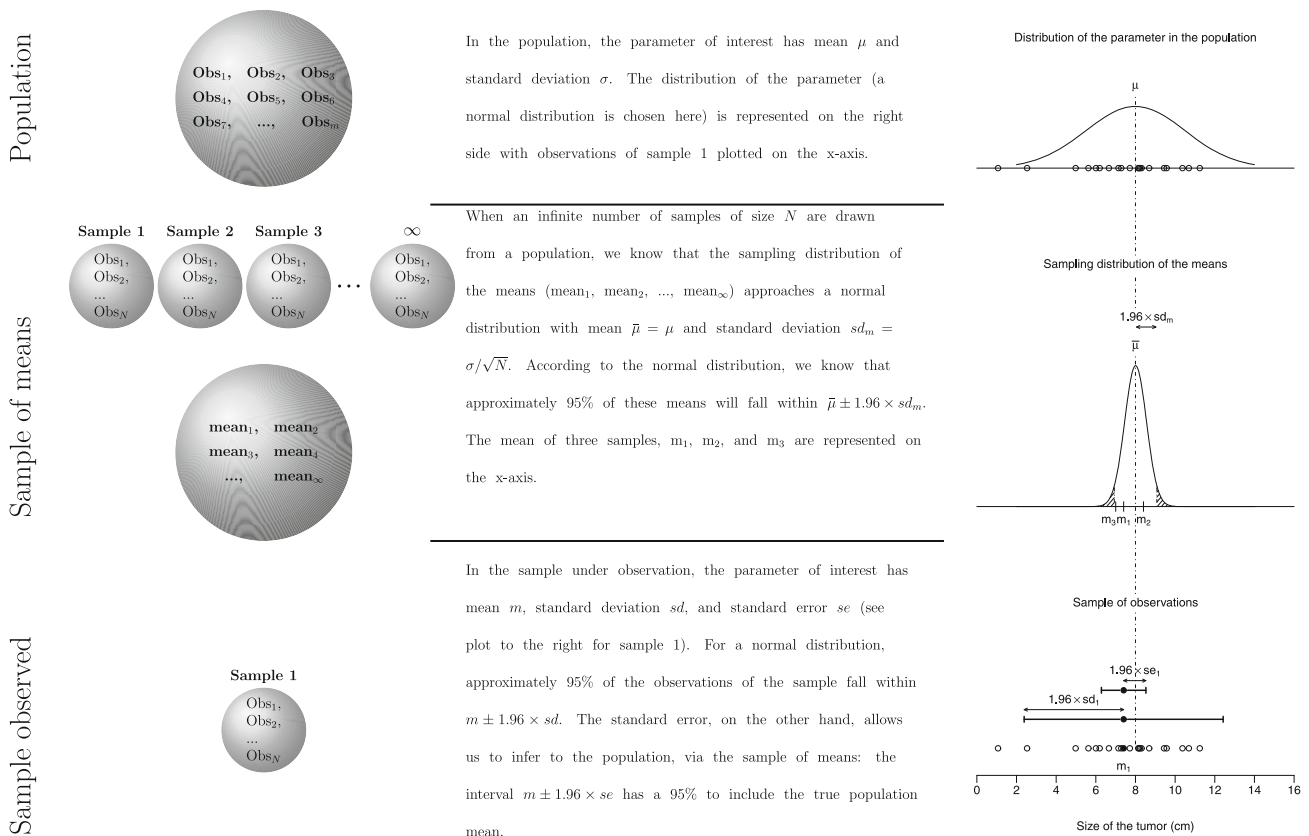 Population
Obs₁, Obs₂, Obs₃
Obs₄, Obs₅, Obs₆
Obs₇, ..., Obsₘ
In the population, the parameter of interest has mean μ and
standard deviation σ. The distribution of the parameter (a
normal distribution is chosen here) is represented on the right
side with observations of sample 1 plotted on the x-axis.
Distribution of the parameter in the population
μ
Sample of means
Sample 1 Sample 2 Sample 3 ∞
Obs₁, Obs₁, Obs₁, Obs₁,
Obs₂, Obs₂, Obs₂, Obs₂,
... ... ... ... ...
Obs_N Obs_N Obs_N Obs_N
mean₁, mean₂
mean₃, mean₄
..., mean_∞
When an infinite number of samples of size N are drawn
from a population, we know that the sampling distribution of
the means (mean₁, mean₂, ..., mean_∞) approaches a normal
distribution with mean μ̄ = μ and standard deviation sdₘ =
σ/√N. According to the normal distribution, we know that
approximately 95% of these means will fall within μ̄ ± 1.96 × sdₘ.
The mean of three samples, m₁, m₂, and m₃ are represented on
the x-axis.
Sampling distribution of the means
1.96×sdₘ
μ̄
m₃ m₁ m₂
Sample observed
Sample 1
Obs₁,
Obs₂,
...
Obs_N
In the sample under observation, the parameter of interest has
mean m, standard deviation sd, and standard error se (see
plot to the right for sample 1). For a normal distribution,
approximately 95% of the observations of the sample fall within
m ± 1.96 × sd. The standard error, on the other hand, allows
us to infer to the population, via the sample of means: the
interval m ± 1.96 × se has a 95% to include the true population
mean.
Sample of observations
1.96×se₁
1.96×sd₁
m₁
0 2 4 6 8 10 12 14 16
Size of the tumor (cm)